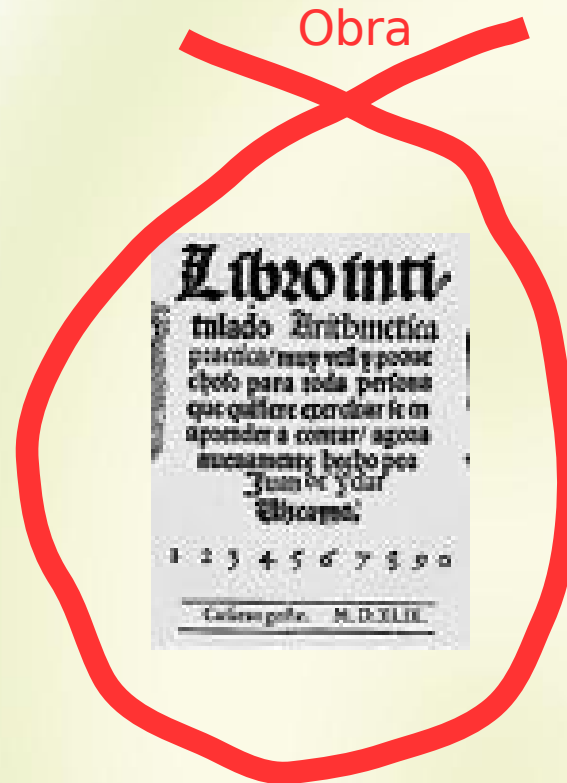 Obra
Libro inti-
tulado Arithmetica
practica/muy vtil y proue
choso para toda persona
que quisiere exercitar se en
aprender a contar/ agora
nueuamente hecho por
Juan de Yciar
Vizcayno.
1 2 3 4 5 6 7 8 9 0
M.D.XLIX.